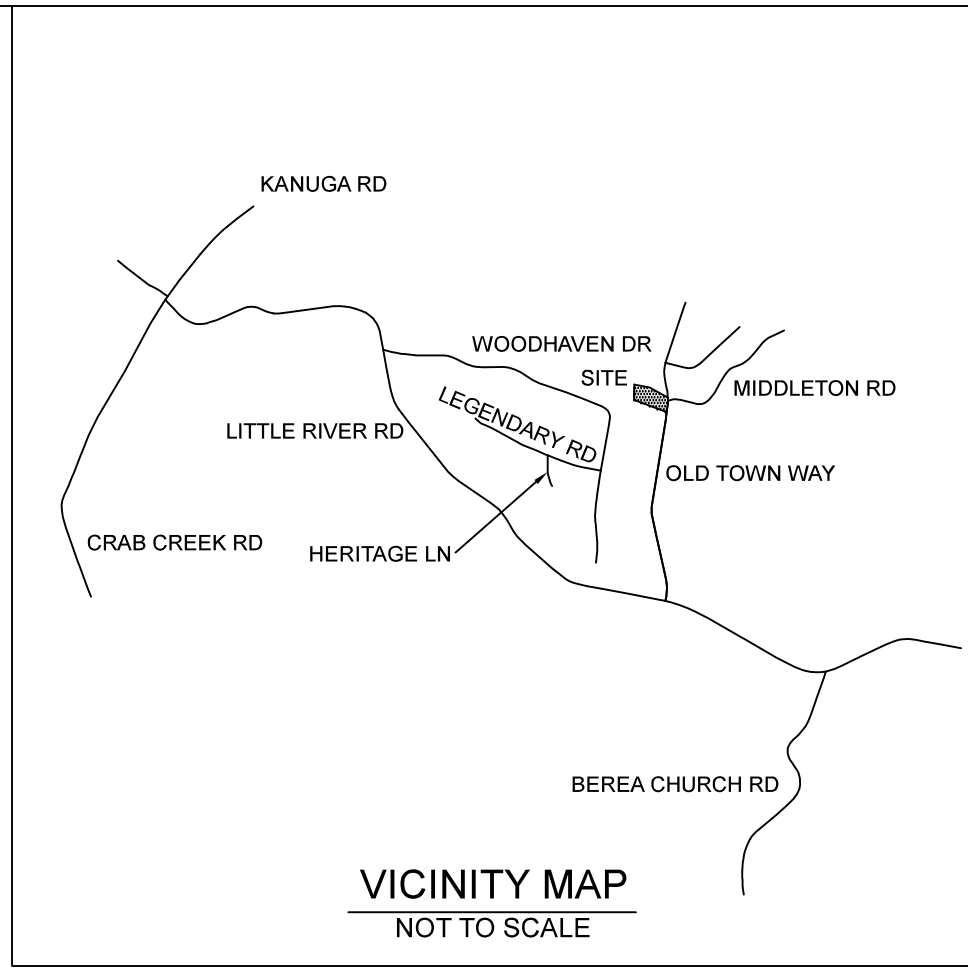 KANUGA RD
WOODHAVEN DR
SITE
MIDDLETON RD
LEGENDARY RD
LITTLE RIVER RD
OLD TOWN WAY
CRAB CREEK RD
HERITAGE LN
BEREA CHURCH RD
VICINITY MAP
NOT TO SCALE